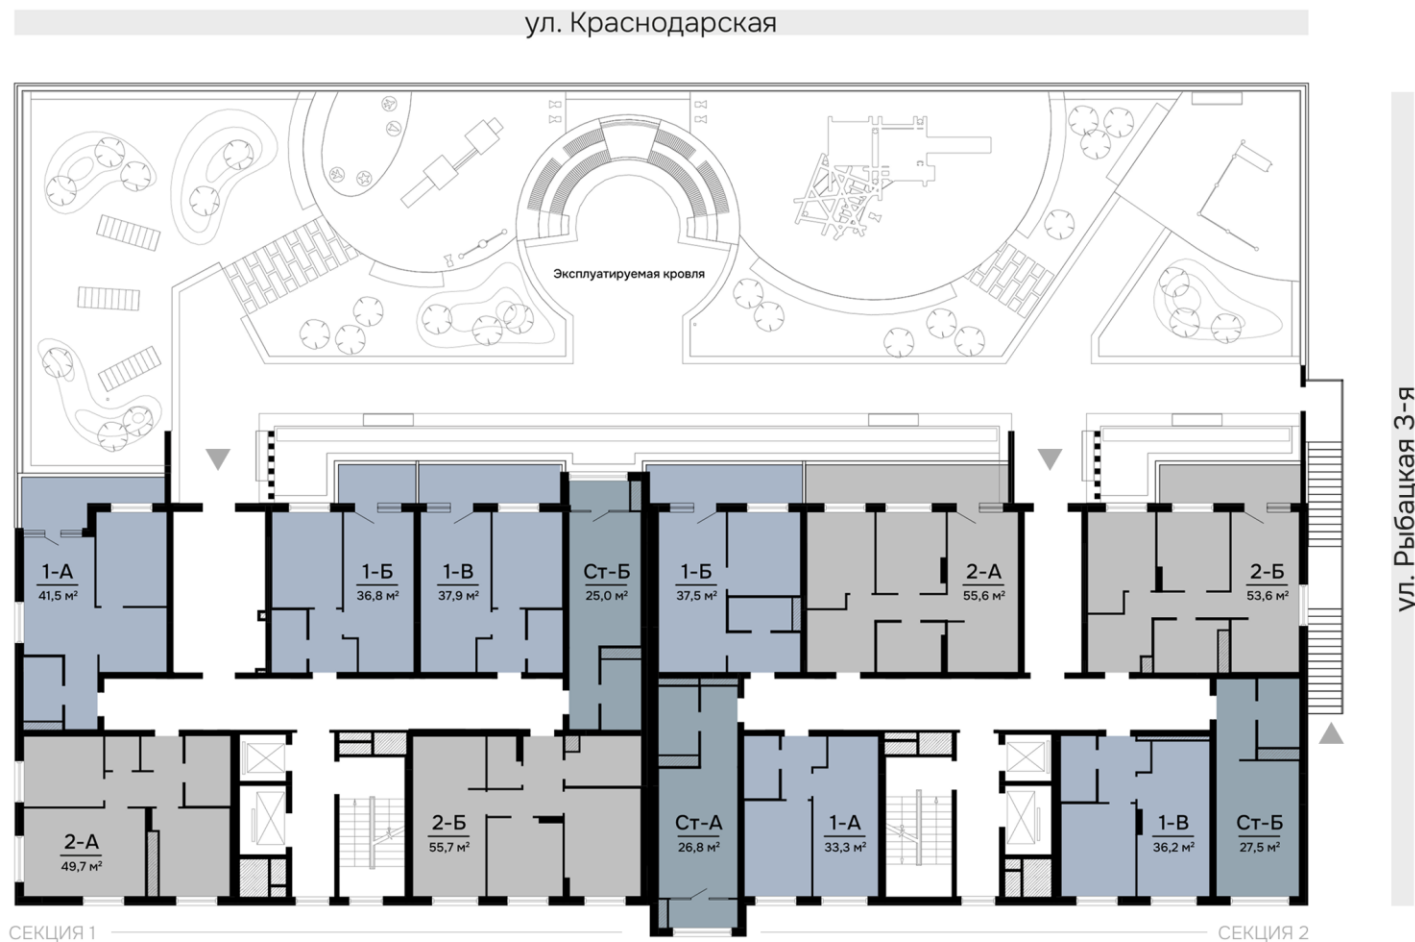 ул. Краснодарская
Эксплуатируемая кровля
ул. Рыбацкая 3-я
1-А
41,5 м²
1-Б
36,8 м²
1-В
37,9 м²
Ст-Б
25,0 м²
1-Б
37,5 м²
2-А
55,6 м²
2-Б
53,6 м²
2-А
49,7 м²
2-Б
55,7 м²
Ст-А
26,8 м²
1-А
33,3 м²
1-В
36,2 м²
Ст-Б
27,5 м²
СЕКЦИЯ 1
СЕКЦИЯ 2